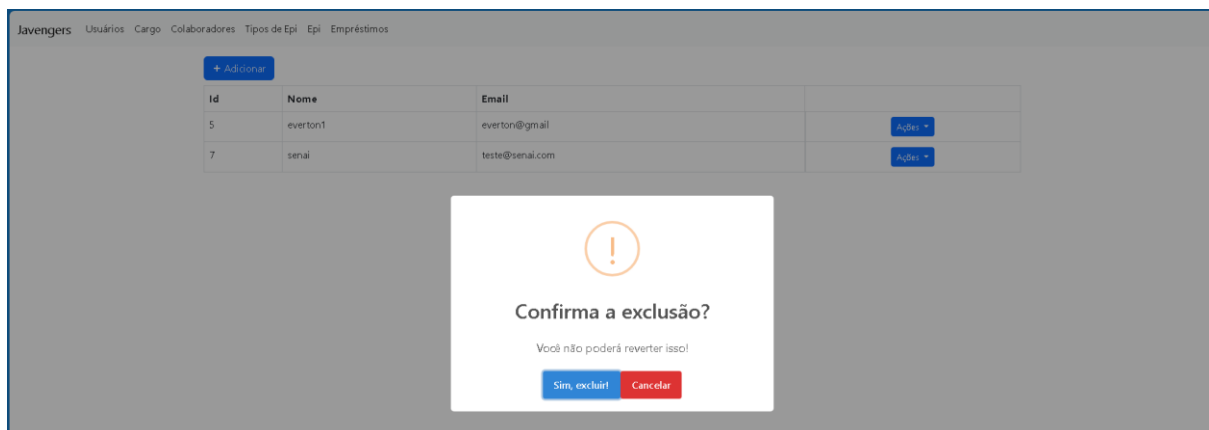 Javengers Usuários Cargo Colaboradores Tipos de Epi Epi Empréstimos
+ Adicionar
Id Nome Email
5 everton1 everton@gmail Ações
7 senai teste@senai.com Ações
!
Confirma a exclusão?
Você não poderá reverter isso!
Sim, excluir! Cancelar